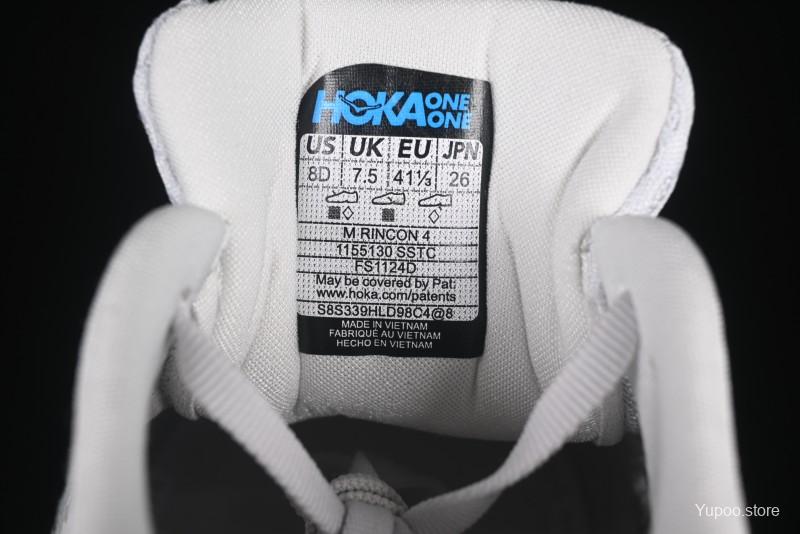 HOKA ONE ONE
US UK EU JPN
8D 7.5 41⅓ 26
M RINCON 4
1155130 SSTC
FS1124D
May be covered by Pat:
www.hoka.com/patents
S8S339HLD98C4@8
MADE IN VIETNAM
FABRIQUÉ AU VIETNAM
HECHO EN VIETNAM
Yupoo.store